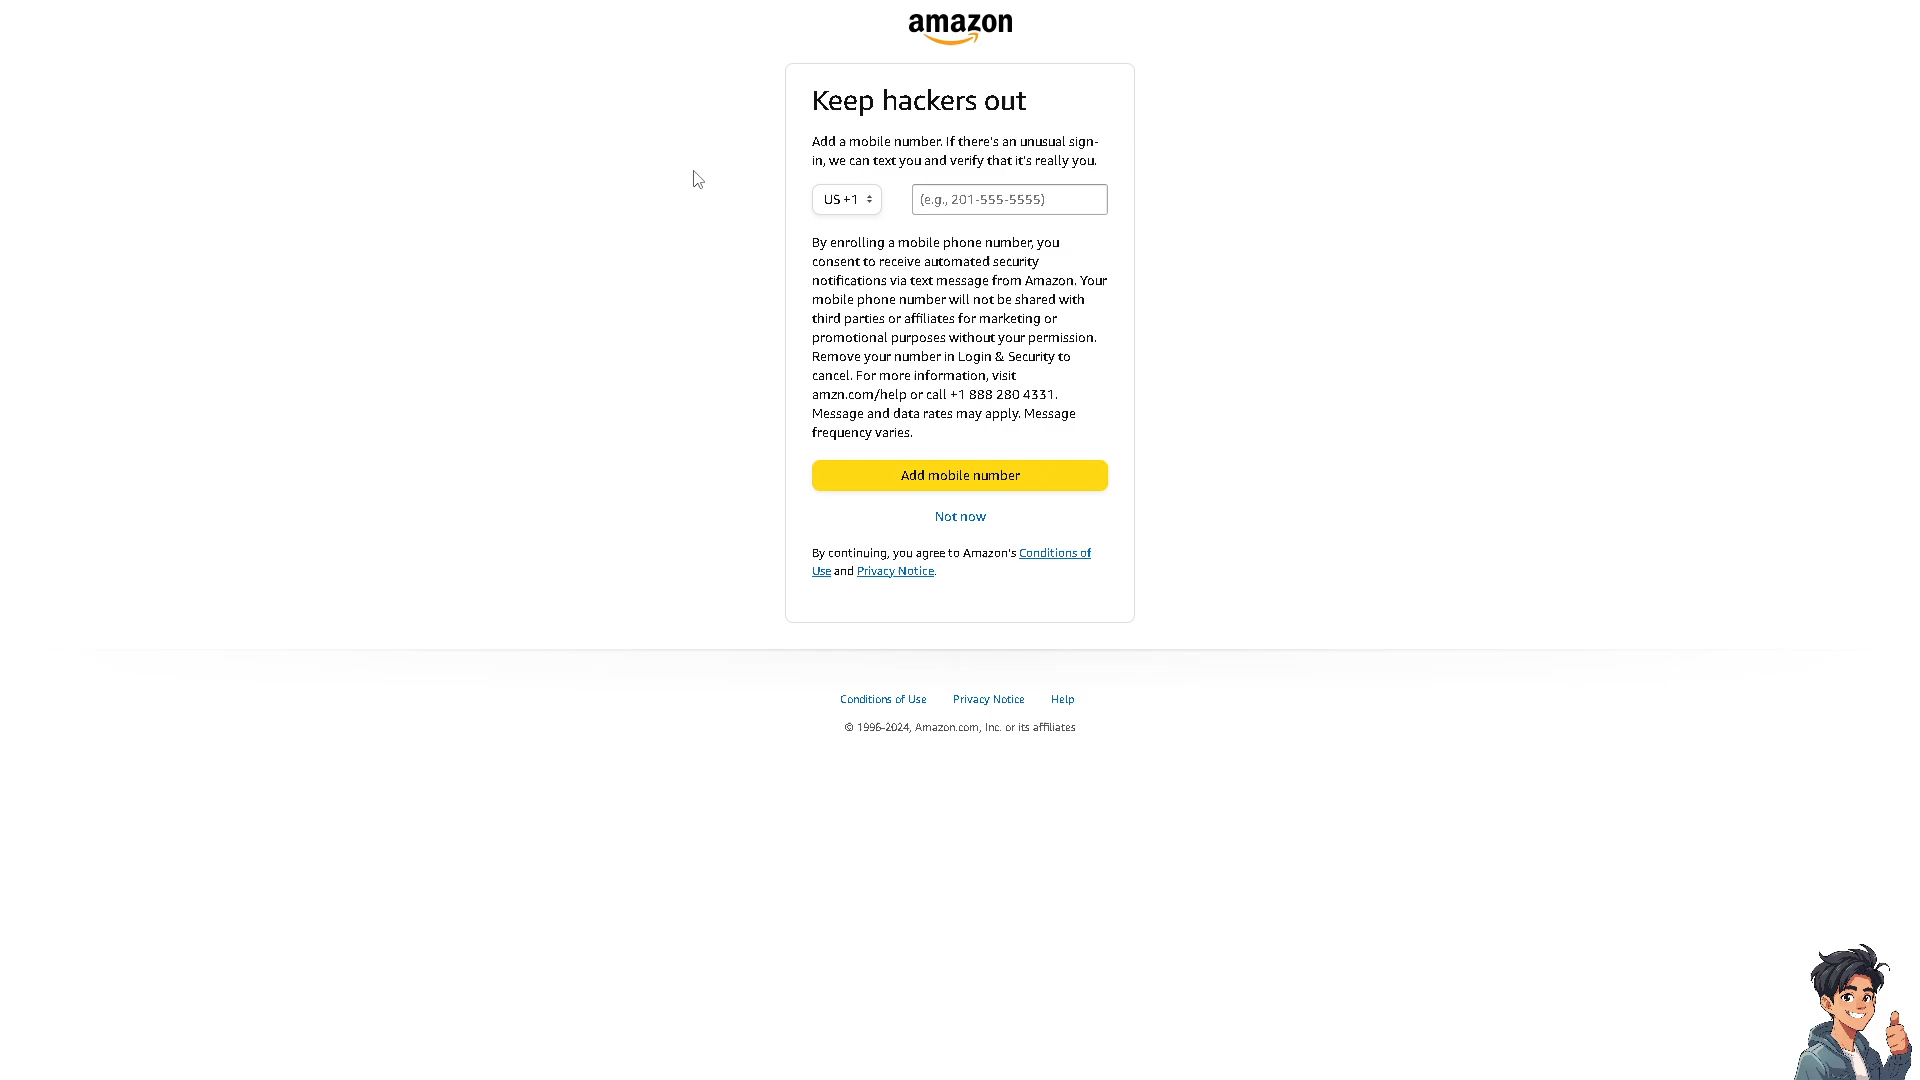 amazon
Keep hackers out
Add a mobile number. If there's an unusual sign-
in, we can text you and verify that it's really you.
US +1 (e.g., 201-555-5555)
By enrolling a mobile phone number, you
consent to receive automated security
notifications via text message from Amazon. Your
mobile phone number will not be shared with
third parties or affiliates for marketing or
promotional purposes without your permission.
Remove your number in Login & Security to
cancel. For more information, visit
amzn.com/help or call +1 888 280 4331.
Message and data rates may apply. Message
frequency varies.
Add mobile number
Not now
By continuing, you agree to Amazon's Conditions of
Use and Privacy Notice.
Conditions of Use Privacy Notice Help
© 1996-2024, Amazon.com, Inc. or its affiliates